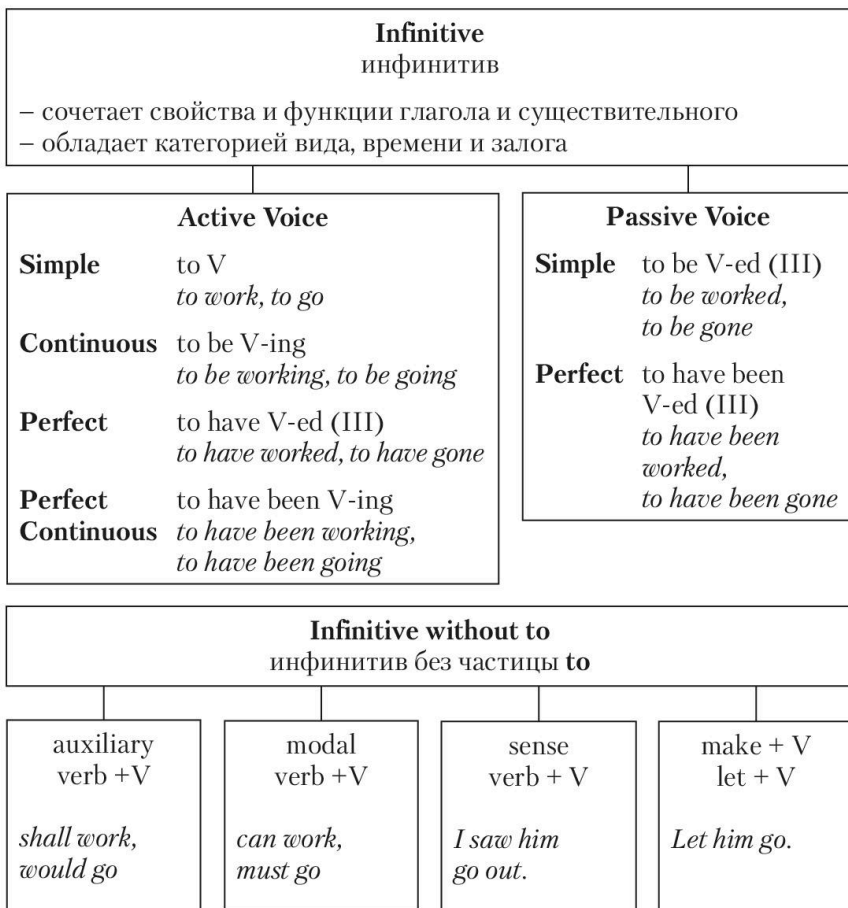 Infinitive
инфинитив
– сочетает свойства и функции глагола и существительного
– обладает категорией вида, времени и залога
Active Voice
Simple to V
to work, to go
Continuous to be V-ing
to be working, to be going
Perfect to have V-ed (III)
to have worked, to have gone
Perfect to have been V-ing
Continuous to have been working,
to have been going
Passive Voice
Simple to be V-ed (III)
to be worked,
to be gone
Perfect to have been
V-ed (III)
to have been
worked,
to have been gone
Infinitive without to
инфинитив без частицы to
auxiliary
verb +V
shall work,
would go
modal
verb +V
can work,
must go
sense
verb + V
I saw him
go out.
make + V
let + V
Let him go.